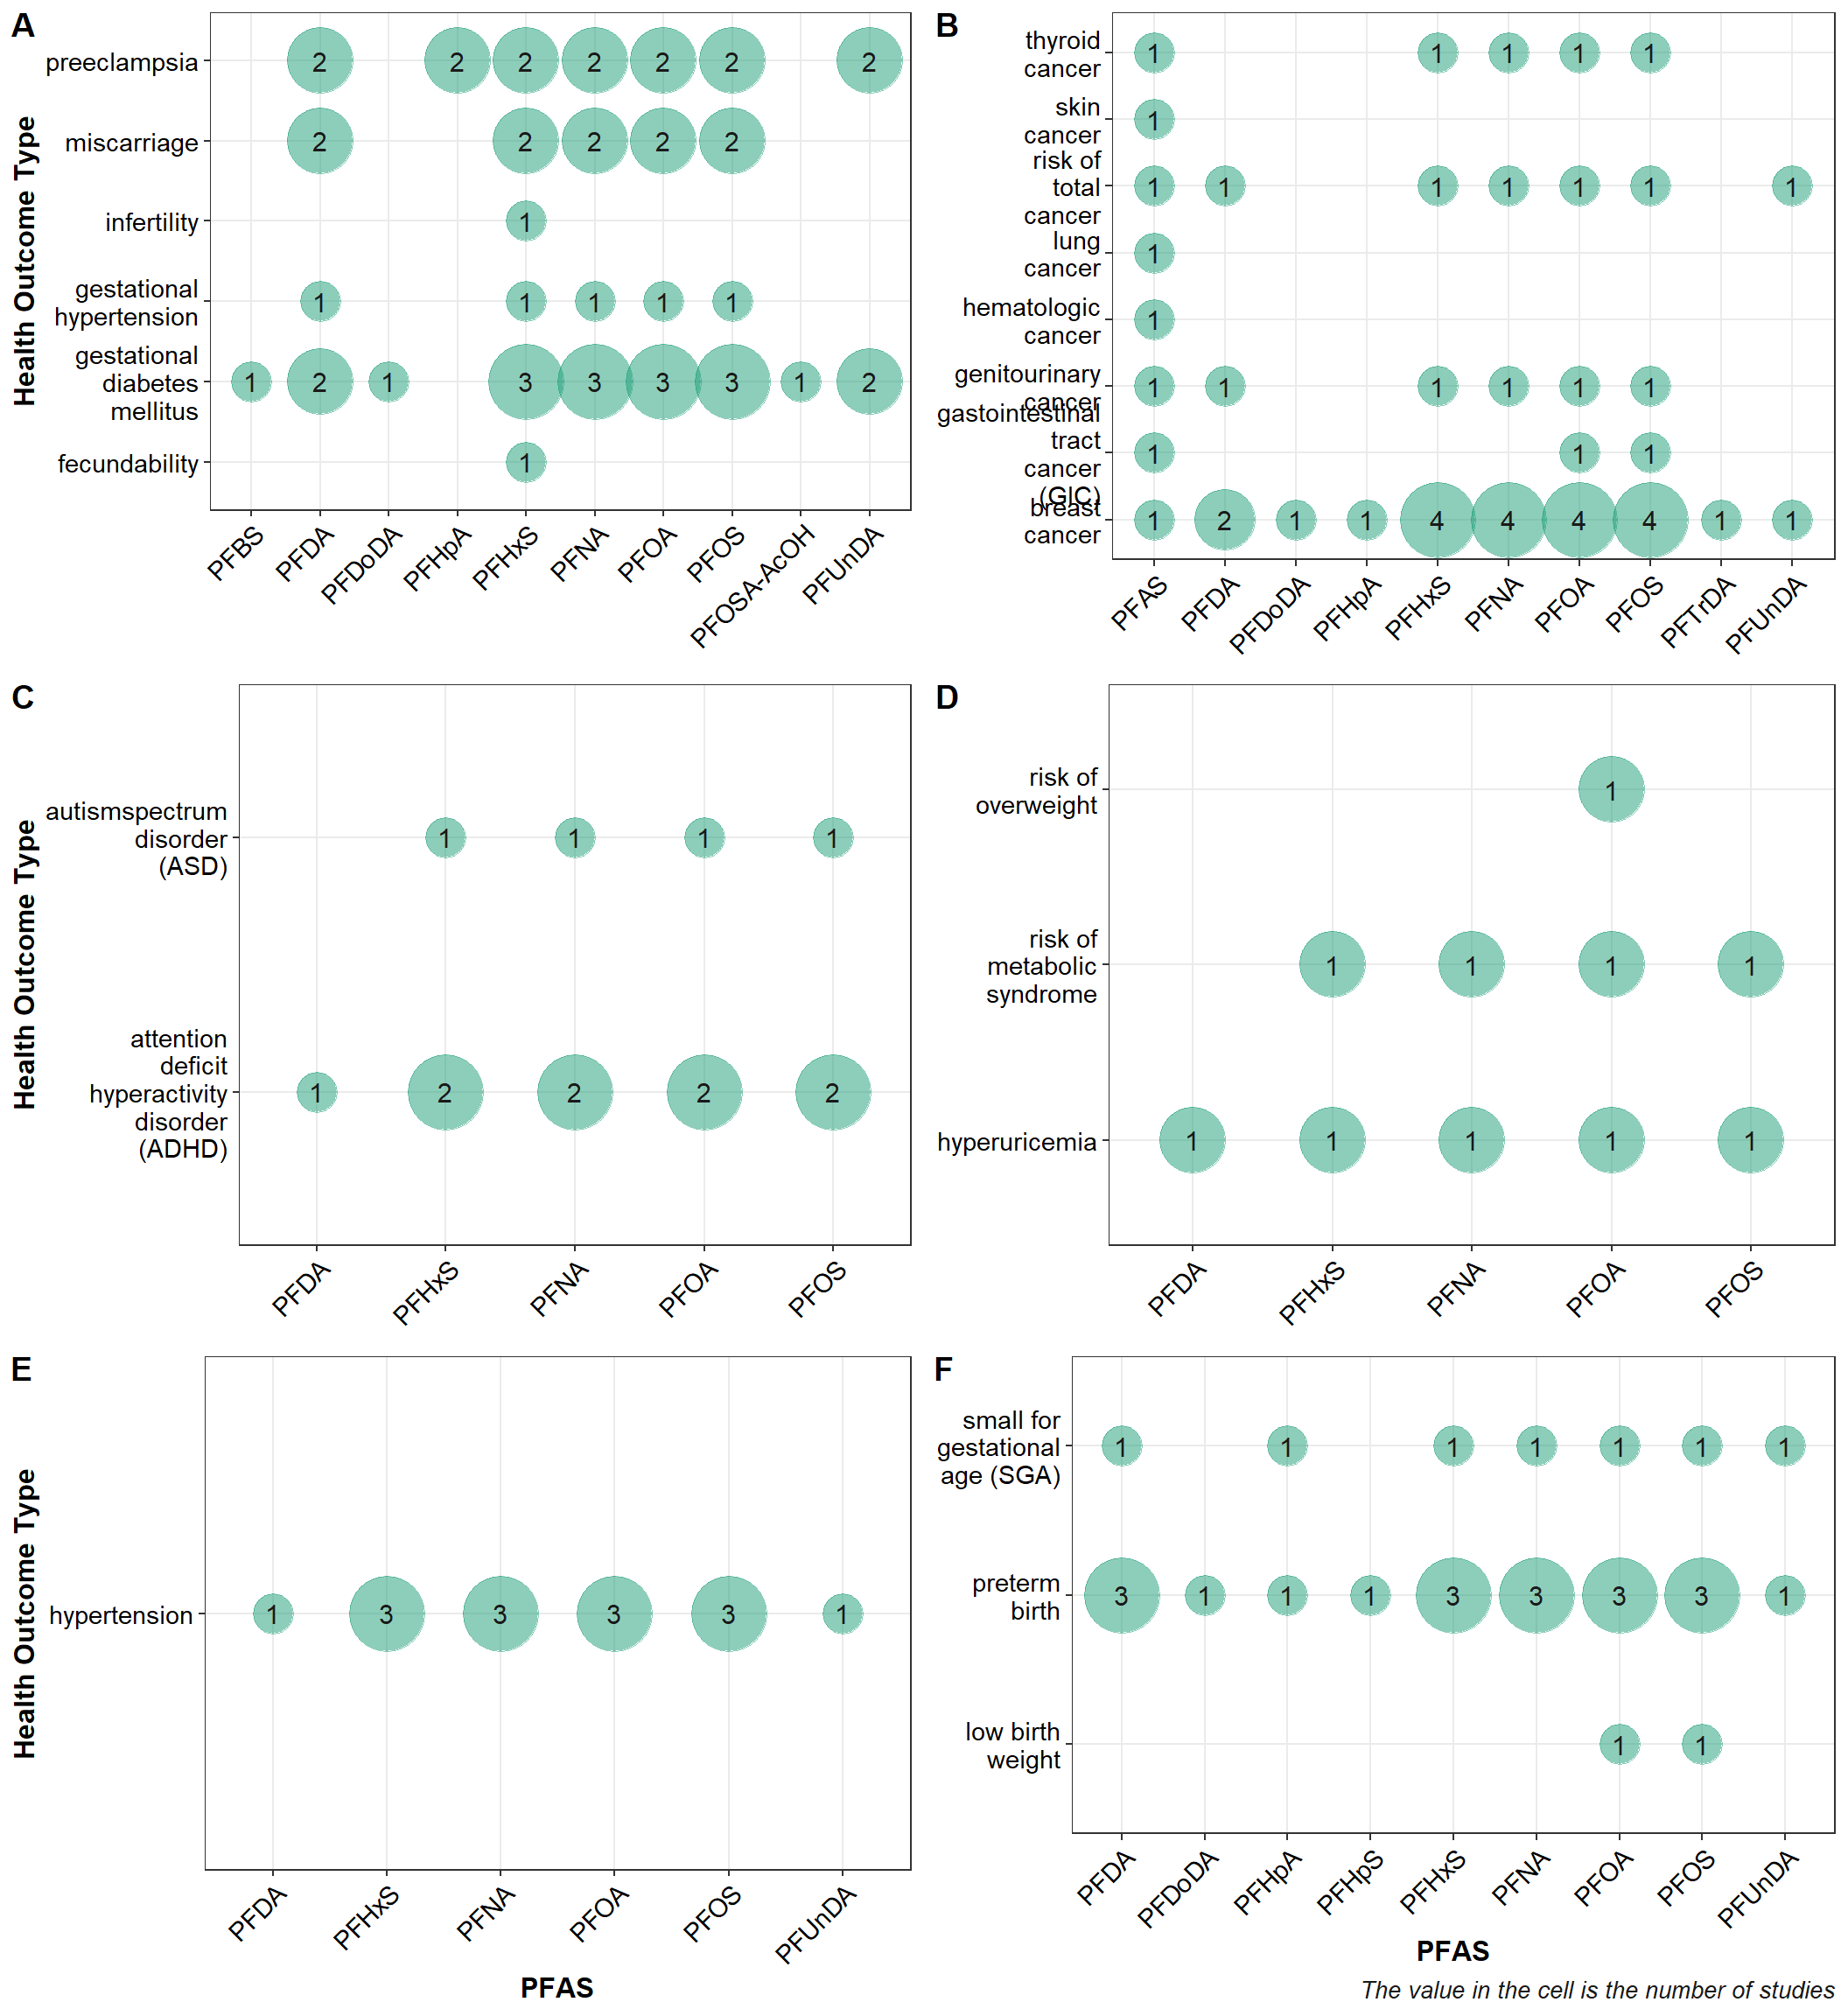 A
Health Outcome Type
preeclampsia
2 2 2 2 2 2 2
miscarriage
2 2 2 2 2
infertility
1
gestational
hypertension
1 1 1 1 1
gestational
diabetes
mellitus
1 2 1 3 3 3 3 1 2
fecundability
1
PFBS PFDA PFDoDA PFHpA PFHxS PFNA PFOA PFOS PFOSA-AcOH PFUnDA
B
thyroid
cancer
1 1 1 1 1
skin
cancer
1
risk of
total
cancer
1 1 1 1 1 1 1
lung
cancer
1
hematologic
cancer
1
genitourinary
cancer
1 1 1 1 1 1
gastointestinal
tract
cancer
(GIC)
1 1 1
breast
cancer
1 2 1 1 4 4 4 4 1 1
PFAS PFDA PFDoDA PFHpA PFHxS PFNA PFOA PFOS PFTrDA PFUnDA
C
Health Outcome Type
autismspectrum
disorder
(ASD)
1 1 1 1
attention
deficit
hyperactivity
disorder
(ADHD)
1 2 2 2 2
PFDA PFHxS PFNA PFOA PFOS
D
risk of
overweight
1
risk of
metabolic
syndrome
1 1 1 1
hyperuricemia
1 1 1 1 1
PFDA PFHxS PFNA PFOA PFOS
E
Health Outcome Type
hypertension
1 3 3 3 3 1
PFDA PFHxS PFNA PFOA PFOS PFUnDA
PFAS
F
small for
gestational
age (SGA)
1 1 1 1 1 1 1
preterm
birth
3 1 1 1 3 3 3 3 1
low birth
weight
1 1
PFDA PFDoDA PFHpA PFHpS PFHxS PFNA PFOA PFOS PFUnDA
PFAS
The value in the cell is the number of studies